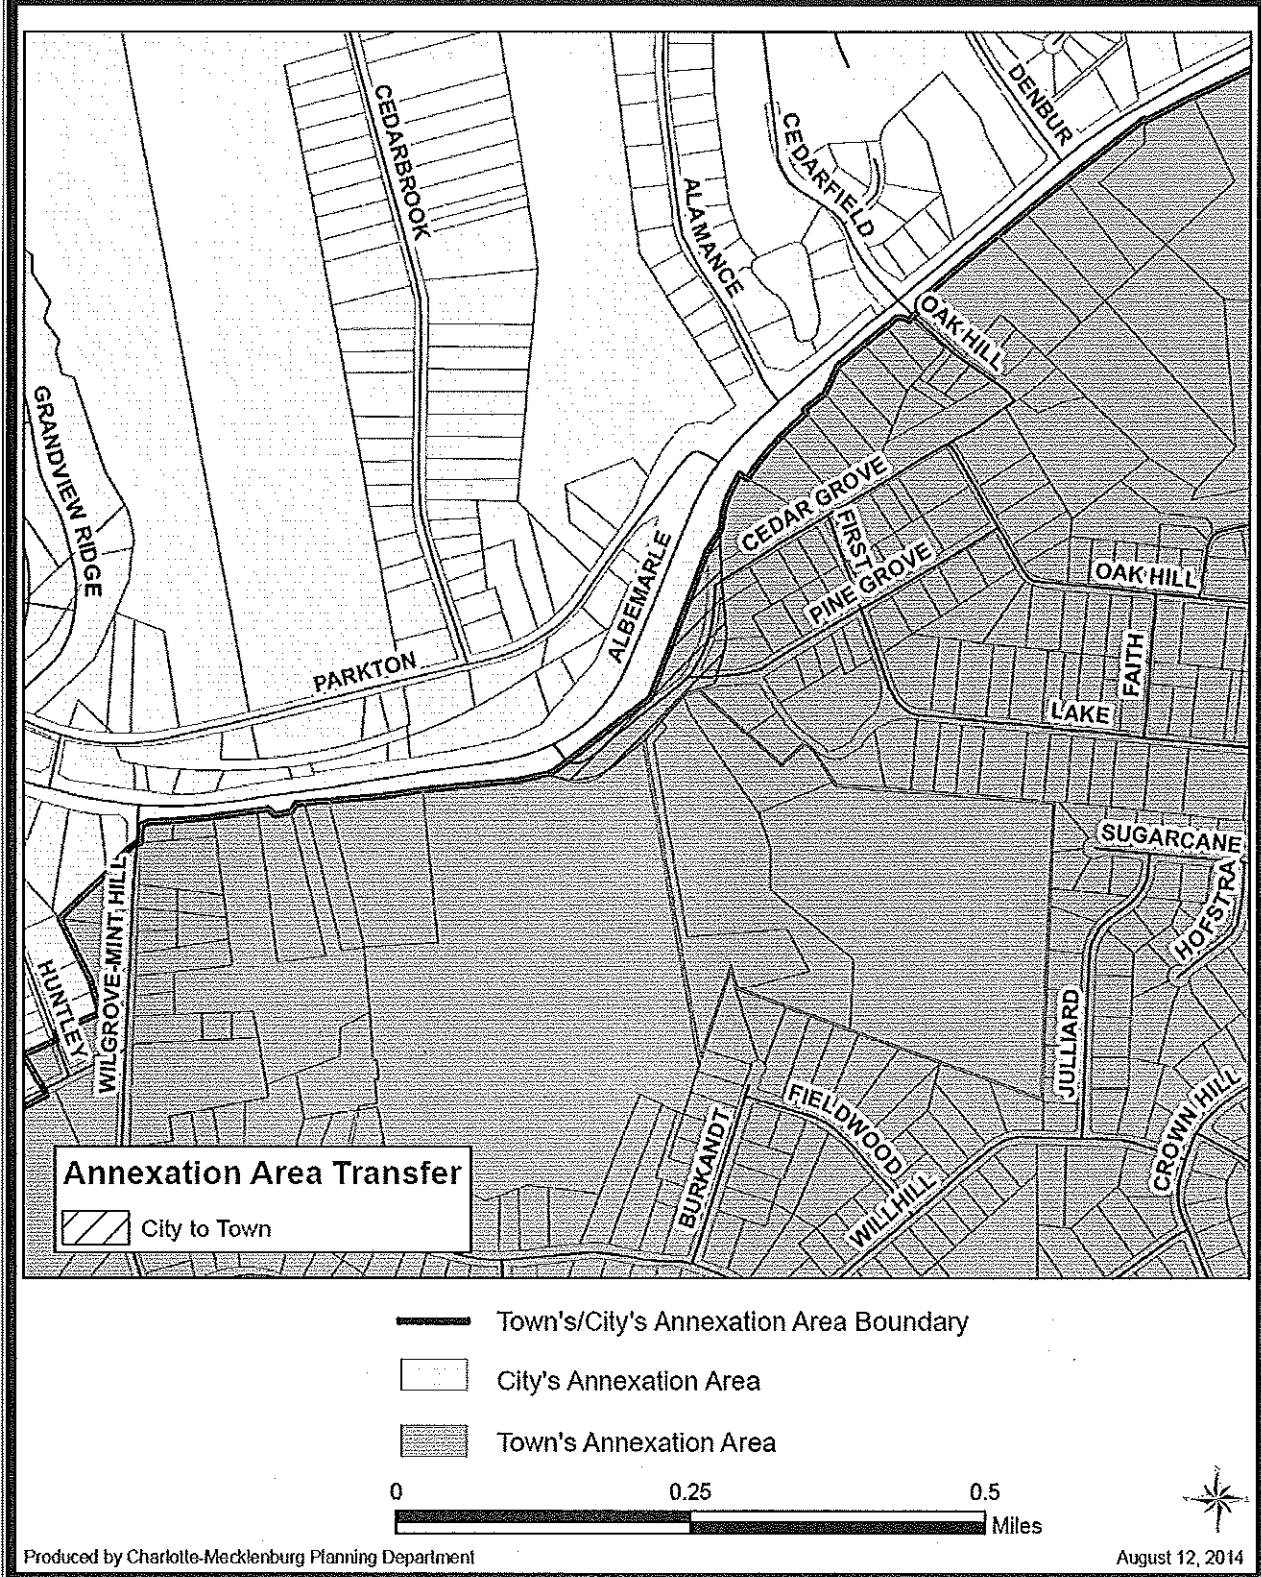 DENBUR
CEDARBROOK
CEDARFIELD
ALAMANCE
OAK HILL
GRANDVIEW RIDGE
CEDAR GROVE
FIRST
PINE GROVE
ALBEMARLE
OAK HILL
FAITH
PARKTON
LAKE
SUGARCANE
HOFSTRA
WILGROVE-MINT HILL
HUNTLEY
JULLIARD
FIELDWOOD
BURKANDT
WILLHILL
CROWN HILL
Annexation Area Transfer
City to Town
Town's/City's Annexation Area Boundary
City's Annexation Area
Town's Annexation Area
0 0.25 0.5
Miles
Produced by Charlotte-Mecklenburg Planning Department
August 12, 2014